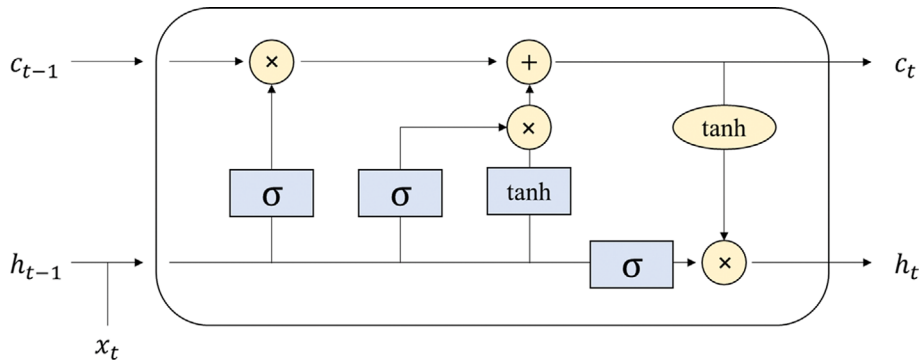 c_{t−1} × + c_t
× tanh
σ σ tanh
h_{t−1} σ × h_t
x_t